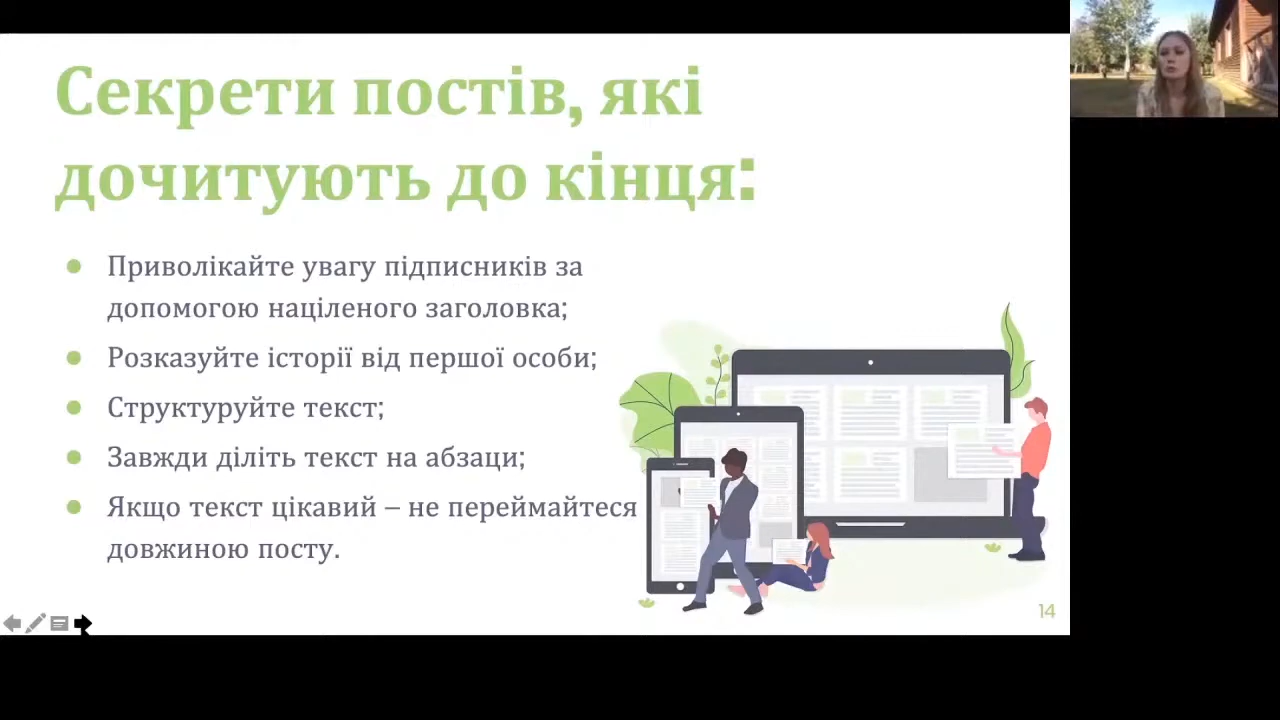 Секрети постів, які
дочитують до кінця:
Приволікайте увагу підписників за
допомогою націленого заголовка;
Розказуйте історії від першої особи;
Структуруйте текст;
Завжди діліть текст на абзаци;
Якщо текст цікавий – не переймайтеся
довжиною посту.
14